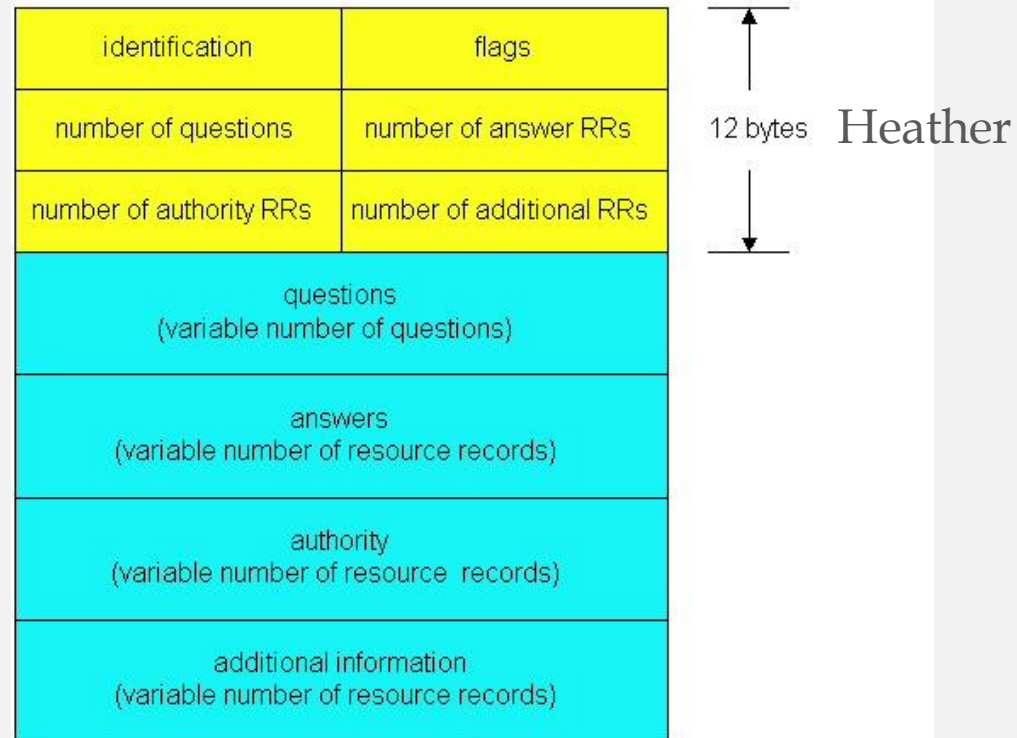 identification
flags
number of questions
number of answer RRs
12 bytes
Heather
number of authority RRs
number of additional RRs
questions
(variable number of questions)
answers
(variable number of resource records)
authority
(variable number of resource records)
additional information
(variable number of resource records)